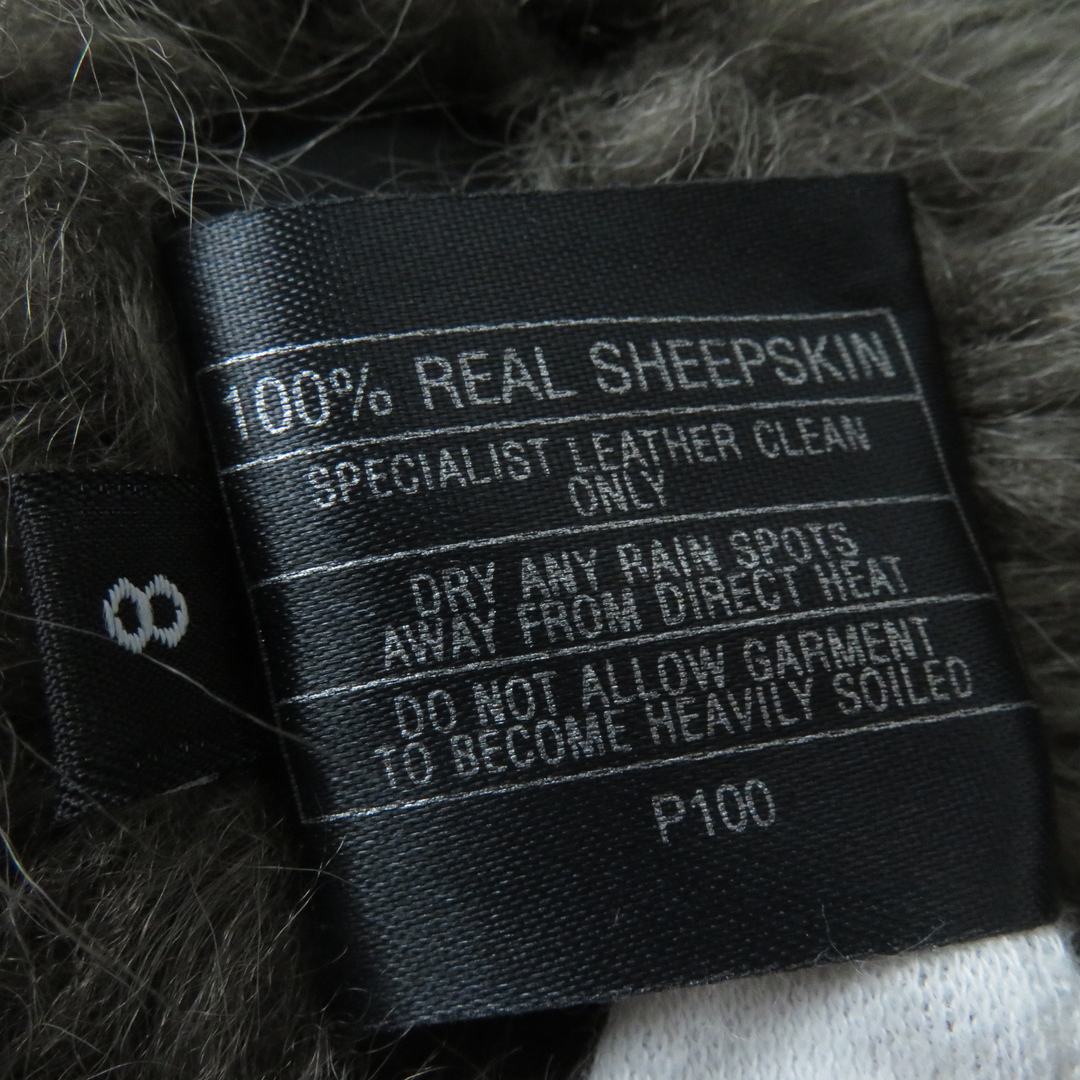 100% REAL SHEEPSKIN
SPECIALIST LEATHER CLEAN
ONLY
DRY ANY RAIN SPOTS
AWAY FROM DIRECT HEAT
DO NOT ALLOW GARMENT
TO BECOME HEAVILY SOILED
P100
8